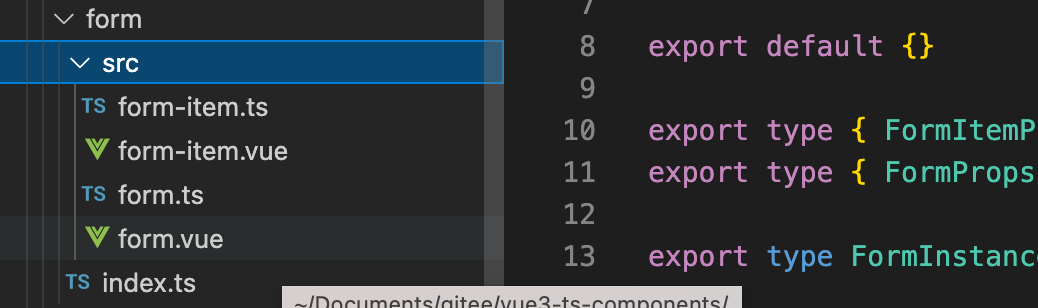 form
src
TS form-item.ts
form-item.vue
TS form.ts
form.vue
TS index.ts
~/Documents/gitee/vue3-ts-components/
7
8 export default {}
9
10 export type { FormItemP
11 export type { FormProps
12
13 export type FormInstanc